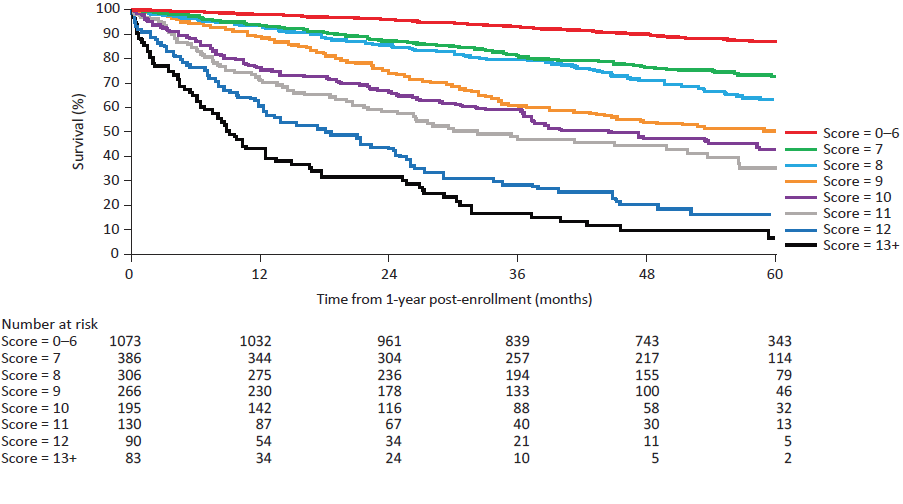 100
90
80
70
60
50
40
30
20
10
0
Survival (%)
0 12 24 36 48 60
Time from 1-year post-enrollment (months)
Score = 0–6
Score = 7
Score = 8
Score = 9
Score = 10
Score = 11
Score = 12
Score = 13+
Number at risk
Score = 0–6 1073 1032 961 839 743 343
Score = 7 386 344 304 257 217 114
Score = 8 306 275 236 194 155 79
Score = 9 266 230 178 133 100 46
Score = 10 195 142 116 88 58 32
Score = 11 130 87 67 40 30 13
Score = 12 90 54 34 21 11 5
Score = 13+ 83 34 24 10 5 2